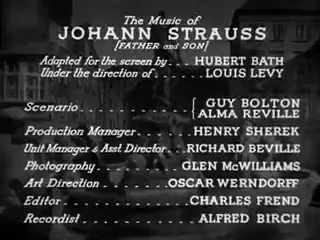 The Music of
JOHANN STRAUSS
[FATHER and SON]
Adapted for the screen by . . . HUBERT BATH
Under the direction of . . . . . LOUIS LEVY
Scenario . . . . . . . . . . . { GUY BOLTON
ALMA REVILLE
Production Manager . . . . . . HENRY SHEREK
Unit Manager & Asst. Director . . . RICHARD BEVILLE
Photography . . . . . . . . . GLEN McWILLIAMS
Art Direction . . . . . . . OSCAR WERNDORFF
Editor . . . . . . . . . . . . CHARLES FREND
Recordist . . . . . . . . . . . ALFRED BIRCH